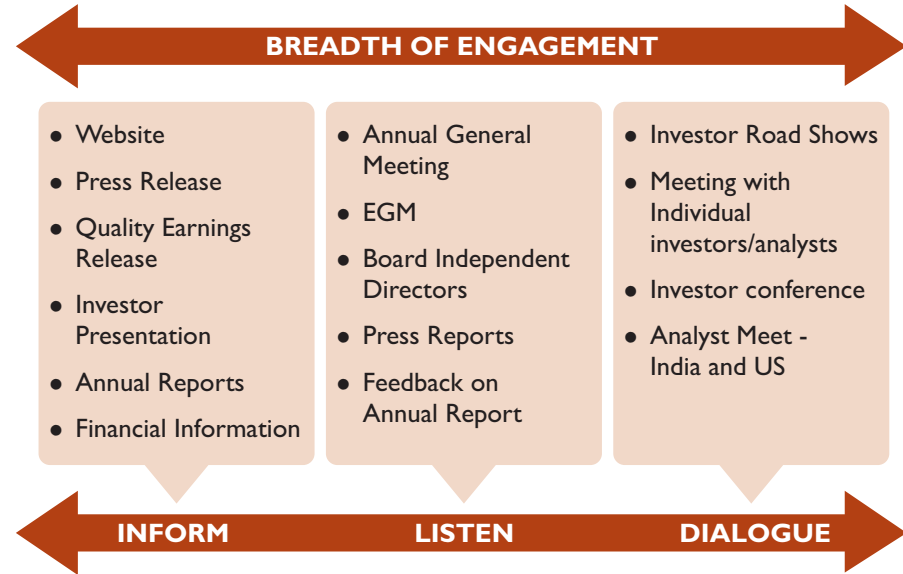 BREADTH OF ENGAGEMENT
● Website
● Press Release
● Quality Earnings
Release
● Investor
Presentation
● Annual Reports
● Financial Information
● Annual General
Meeting
● EGM
● Board Independent
Directors
● Press Reports
● Feedback on
Annual Report
● Investor Road Shows
● Meeting with
Individual
investors/analysts
● Investor conference
● Analyst Meet -
India and US
INFORM
LISTEN
DIALOGUE